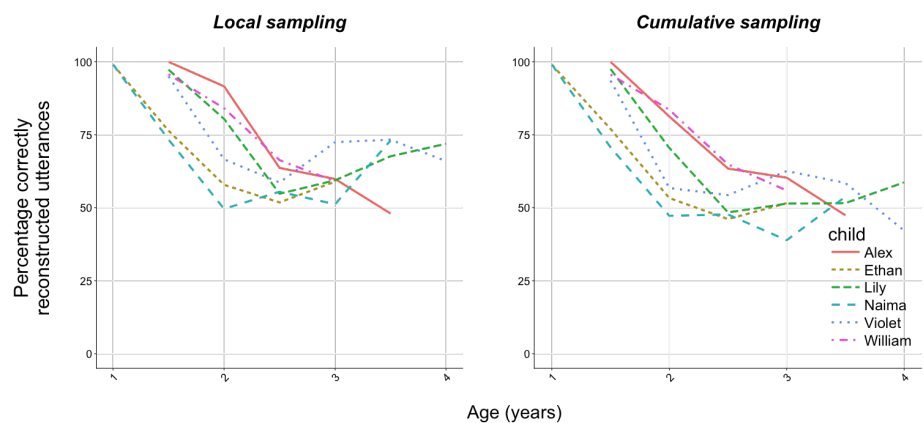 Local sampling
Cumulative sampling
Percentage correctly
reconstructed utterances
100
75
50
25
0
1
2
3
4
100
75
50
25
0
1
2
3
4
child
Alex
Ethan
Lily
Naima
Violet
William
Age (years)